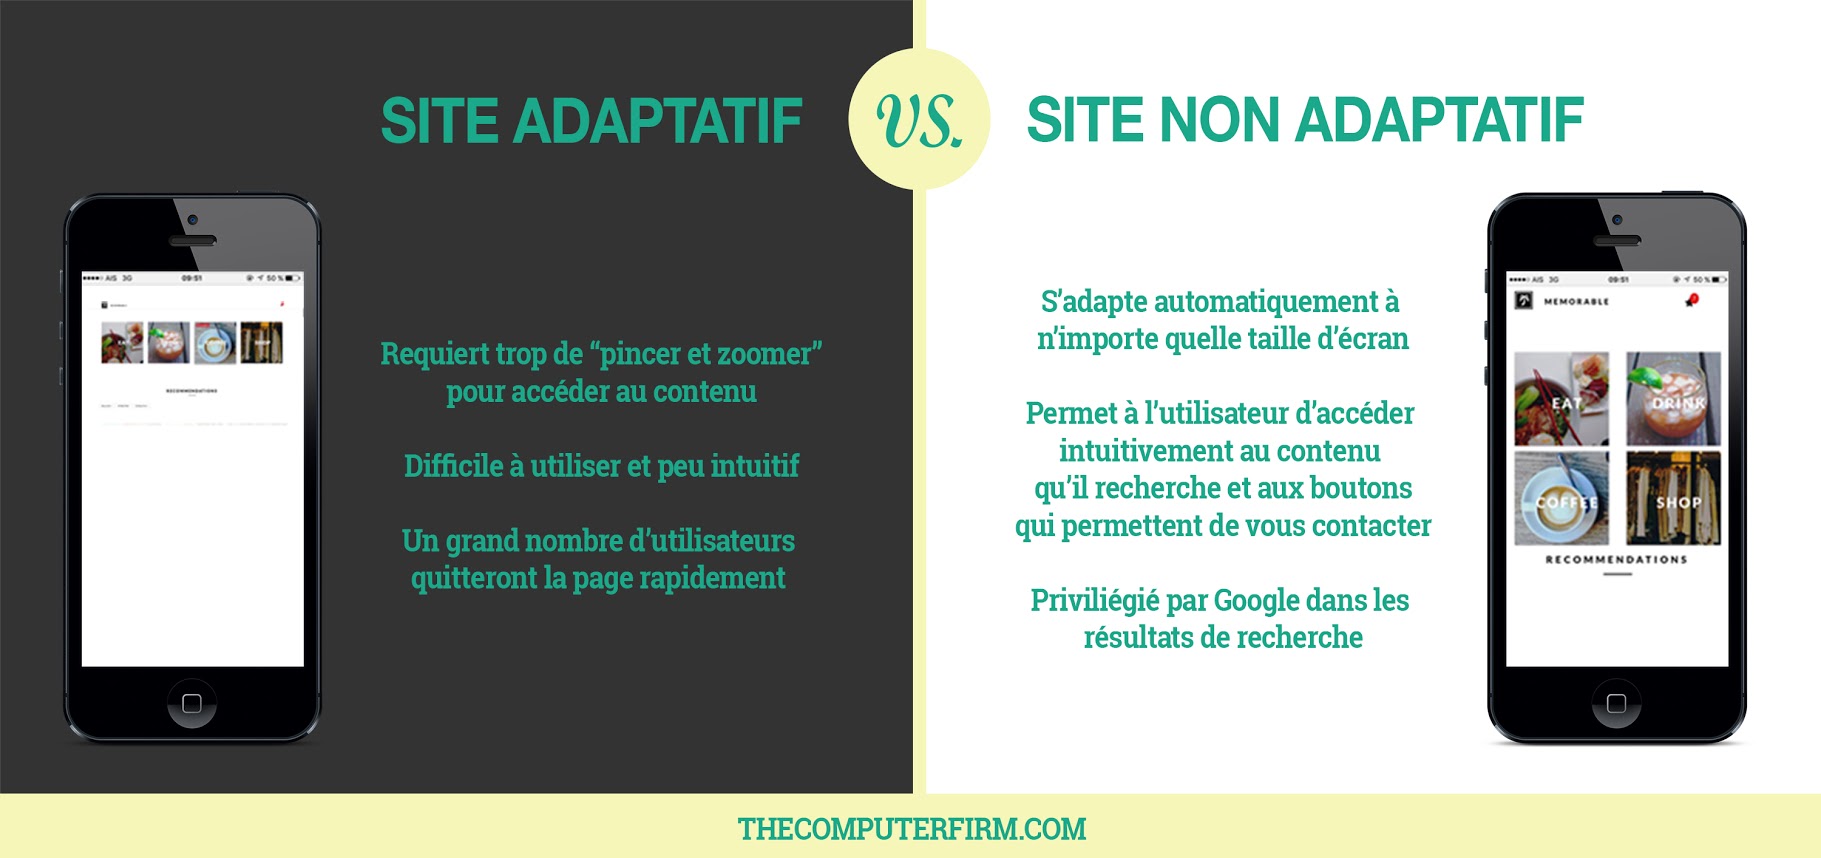 SITE ADAPTATIF
VS.
SITE NON ADAPTATIF
AIS 3G
09:51
50 %
RECOMMENDATIONS
Requiert trop de “pincer et zoomer”
pour accéder au contenu
Difficile à utiliser et peu intuitif
Un grand nombre d’utilisateurs
quitteront la page rapidement
S’adapte automatiquement à
n’importe quelle taille d’écran
Permet à l’utilisateur d’accéder
intuitivement au contenu
qu’il recherche et aux boutons
qui permettent de vous contacter
Priviliégié par Google dans les
résultats de recherche
AIS 3G
09:51
50 %
MEMORABLE
EAT
DRINK
COFFEE
SHOP
RECOMMENDATIONS
THECOMPUTERFIRM.COM